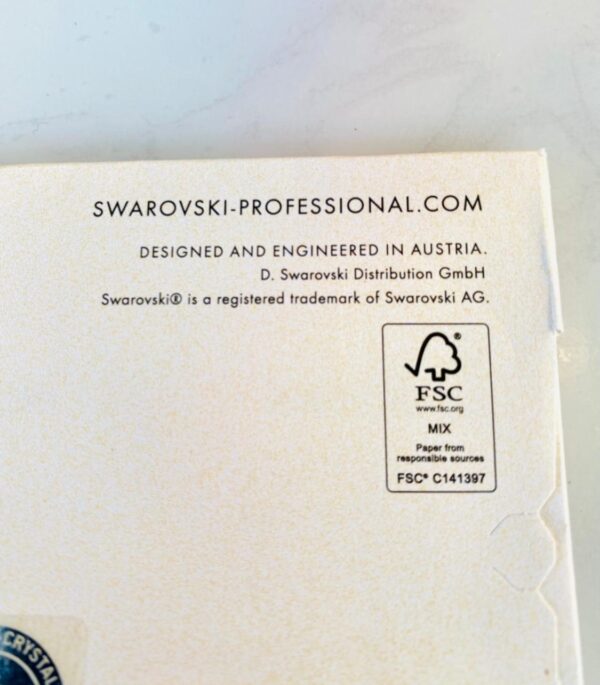 SWAROVSKI-PROFESSIONAL.COM
DESIGNED AND ENGINEERED IN AUSTRIA.
D. Swarovski Distribution GmbH
Swarovski® is a registered trademark of Swarovski AG.
®
FSC
www.fsc.org
MIX
Paper from
responsible sources
FSC® C141397
CRYSTAL